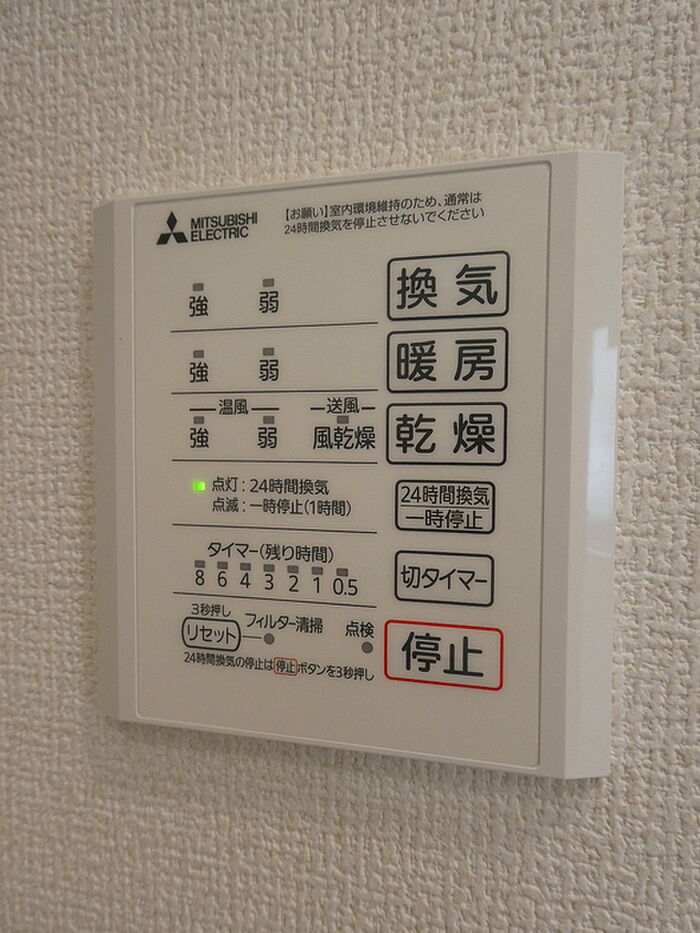 MITSUBISHI
ELECTRIC
【お願い】室内環境維持のため、通常は
24時間換気を停止させないでください
強 弱 換気
強 弱 暖房
温風 送風
強 弱 風乾燥 乾燥
点灯:24時間換気
点滅:一時停止(1時間)
24時間換気
一時停止
タイマー(残り時間)
8 6 4 3 2 1 0.5
切タイマー
3秒押し
リセット フィルター清掃 点検
停止
24時間換気の停止は停止ボタンを3秒押し